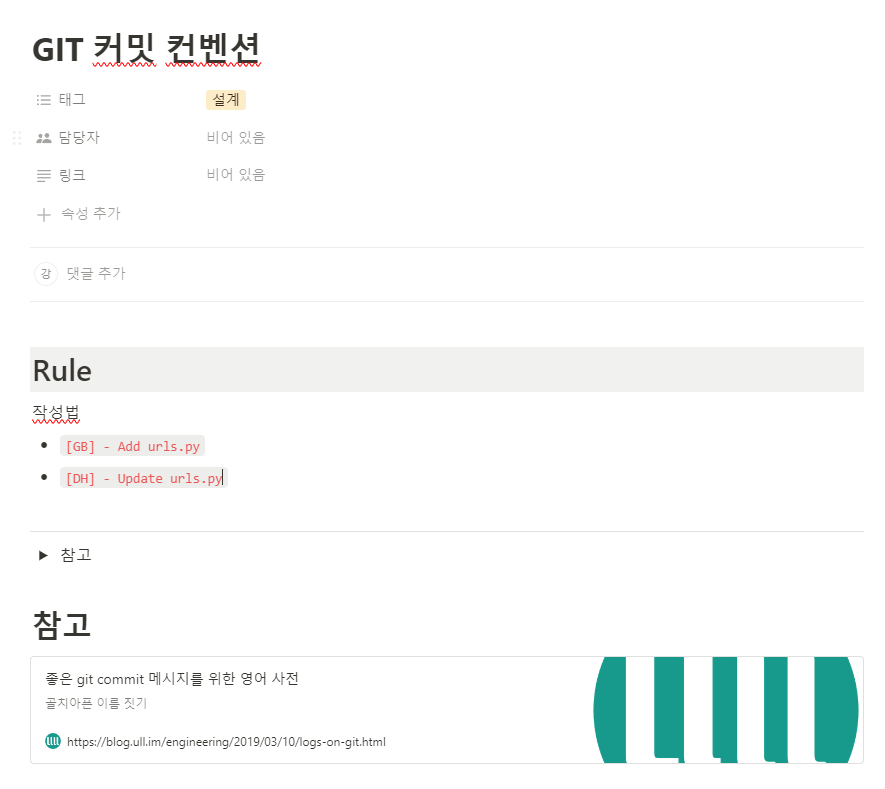 GIT 커밋 컨벤션
태그 설계
담당자 비어 있음
링크 비어 있음
속성 추가
강 댓글 추가
Rule
작성법
[GB] - Add urls.py
[DH] - Update urls.py
참고
참고
좋은 git commit 메시지를 위한 영어 사전
골치아픈 이름 짓기
https://blog.ull.im/engineering/2019/03/10/logs-on-git.html